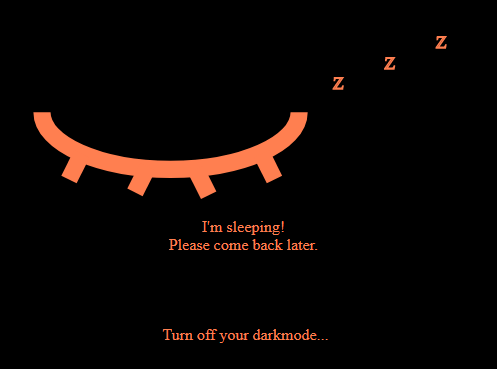 z
z
z
I'm sleeping!
Please come back later.
Turn off your darkmode...